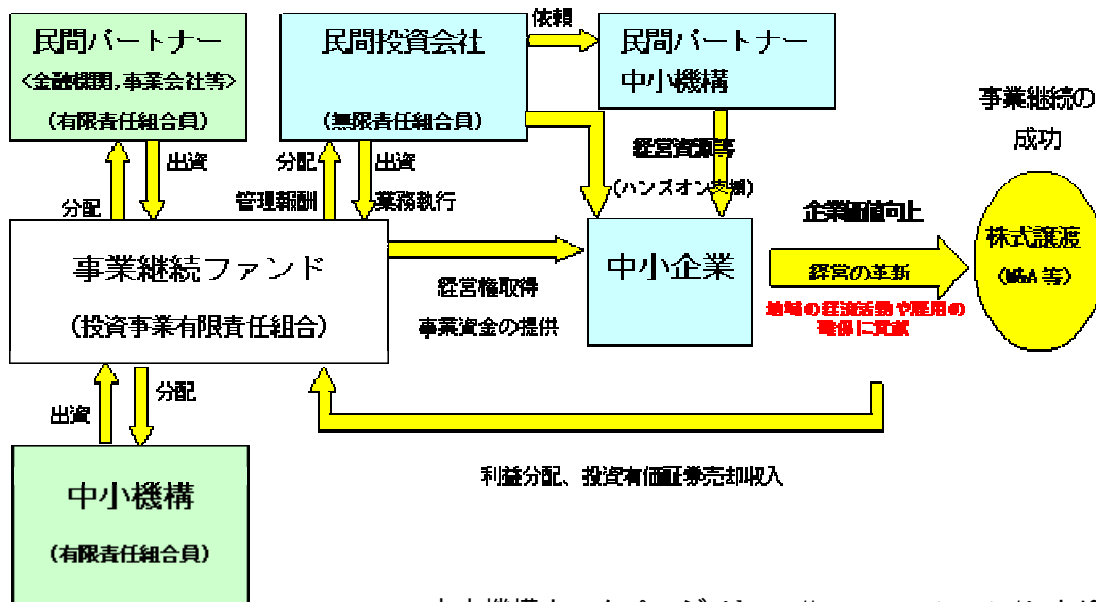 民間パートナー
<金融機関,事業会社等>
(有限責任組合員)
民間投資会社
(無限責任組合員)
依頼
民間パートナー
中小機構
事業継続の
成功
分配
出資
分配
管理報酬
出資
業務執行
経営資源等
(ハンズオン支援)
事業継続ファンド
(投資事業有限責任組合)
経営権取得
事業資金の提供
中小企業
企業価値向上
経営の革新
地域の経済活動や雇用の
確保に貢献
株式譲渡
(M&A 等)
出資
分配
利益分配、投資有価証券売却収入
中小機構
(有限責任組合員)